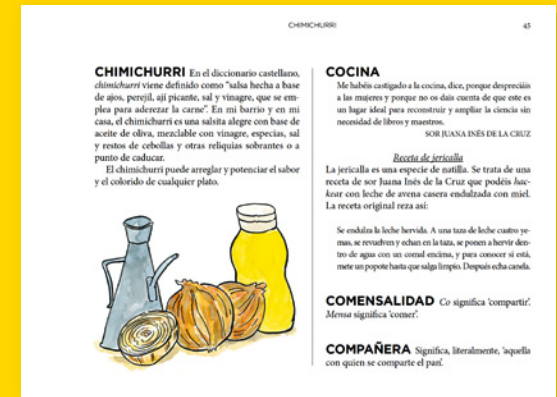 CHIMICHURRI
45
CHIMICHURRI En el diccionario castellano,
chimichurri viene definido como “salsa hecha a base
de ajos, perejil, ají picante, sal y vinagre, que se em-
plea para aderezar la carne”. En mi barrio y en mi
casa, el chimichurri es una salsita alegre con base de
aceite de oliva, mezclable con vinagre, especias, sal
y restos de cebollas y otras reliquias sobrantes o a
punto de caducar.
El chimichurri puede arreglar y potenciar el sabor
y el colorido de cualquier plato.
COCINA
Me habéis castigado a la cocina, dice, porque despreciáis
a las mujeres y porque no os dais cuenta de que este es
un lugar ideal para reconstruir y ampliar la ciencia sin
necesidad de libros y maestros.
SOR JUANA INÉS DE LA CRUZ
Receta de jericalla
La jericalla es una especie de natilla. Se trata de una
receta de sor Juana Inés de la Cruz que podéis hac-
kear con leche de avena casera endulzada con miel.
La receta original reza así:
Se endulza la leche hervida. A una taza de leche cuatro ye-
mas, se revuelven y echan en la taza, se ponen a hervir den-
tro de agua con un comal encima, y para conocer si está,
mete un popote hasta que salga limpio. Después echa canela.
COMENSALIDAD Co significa ‘compartir’.
Mensa significa ‘comer’.
COMPAÑERA Significa, literalmente, ‘aquella
con quien se comparte el pan’.